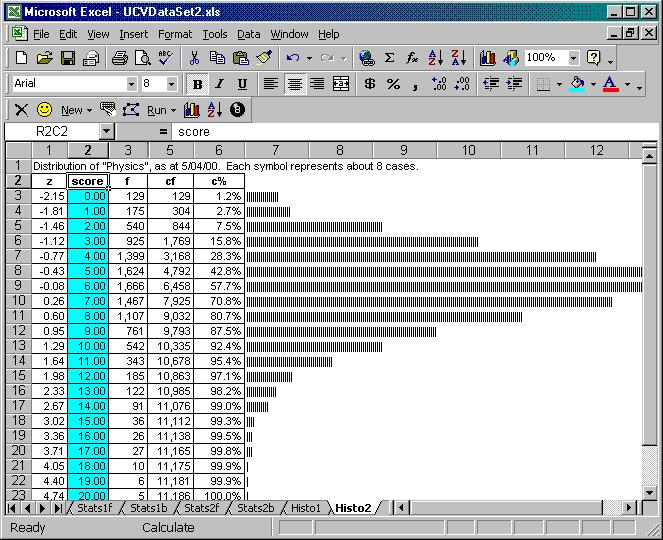 Microsoft Excel - UCVDataSet2.xls
File Edit View Insert Format Tools Data Window Help
100%
Arial 8 B I U $ % ,
New Run
R2C2 = score
1 2 3 4 5 6 7 8 9 10 11 12
1 Distribution of "Physics", as at 5/04/00. Each symbol represents about 8 cases.
2 z score f cf c%
3 -2.15 0.00 129 129 1.2%
4 -1.81 1.00 175 304 2.7%
5 -1.46 2.00 540 844 7.5%
6 -1.12 3.00 925 1,769 15.8%
7 -0.77 4.00 1,399 3,168 28.3%
8 -0.43 5.00 1,624 4,792 42.8%
9 -0.08 6.00 1,666 6,458 57.7%
10 0.26 7.00 1,467 7,925 70.8%
11 0.60 8.00 1,107 9,032 80.7%
12 0.95 9.00 761 9,793 87.5%
13 1.29 10.00 542 10,335 92.4%
14 1.64 11.00 343 10,678 95.4%
15 1.98 12.00 185 10,863 97.1%
16 2.33 13.00 122 10,985 98.2%
17 2.67 14.00 91 11,076 99.0%
18 3.02 15.00 36 11,112 99.3%
19 3.36 16.00 26 11,138 99.5%
20 3.71 17.00 27 11,165 99.8%
21 4.05 18.00 10 11,175 99.9%
22 4.40 19.00 6 11,181 99.9%
23 4.74 20.00 5 11,186 100.0%
Stats1f Stats1b Stats2f Stats2b Histo1 Histo2
Ready Calculate